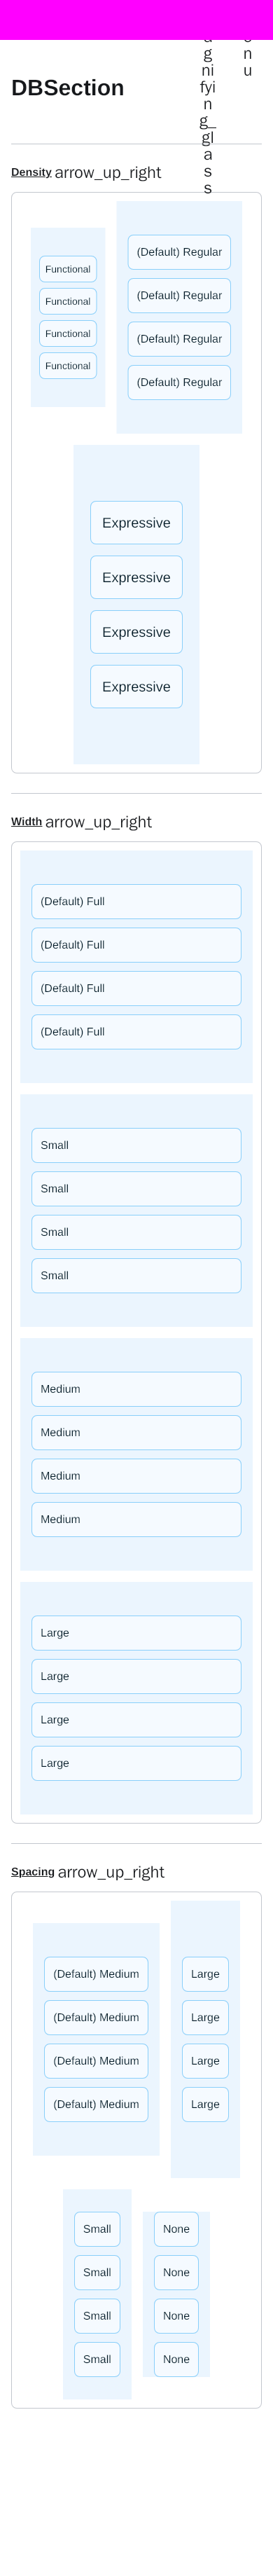 g
ni
fyi
n
g_
gl
a
s
s
n
u
DBSection
Density arrow_up_right
Functional
Functional
Functional
Functional
(Default) Regular
(Default) Regular
(Default) Regular
(Default) Regular
Expressive
Expressive
Expressive
Expressive
Width arrow_up_right
(Default) Full
(Default) Full
(Default) Full
(Default) Full
Small
Small
Small
Small
Medium
Medium
Medium
Medium
Large
Large
Large
Large
Spacing arrow_up_right
(Default) Medium
(Default) Medium
(Default) Medium
(Default) Medium
Large
Large
Large
Large
Small
Small
Small
Small
None
None
None
None